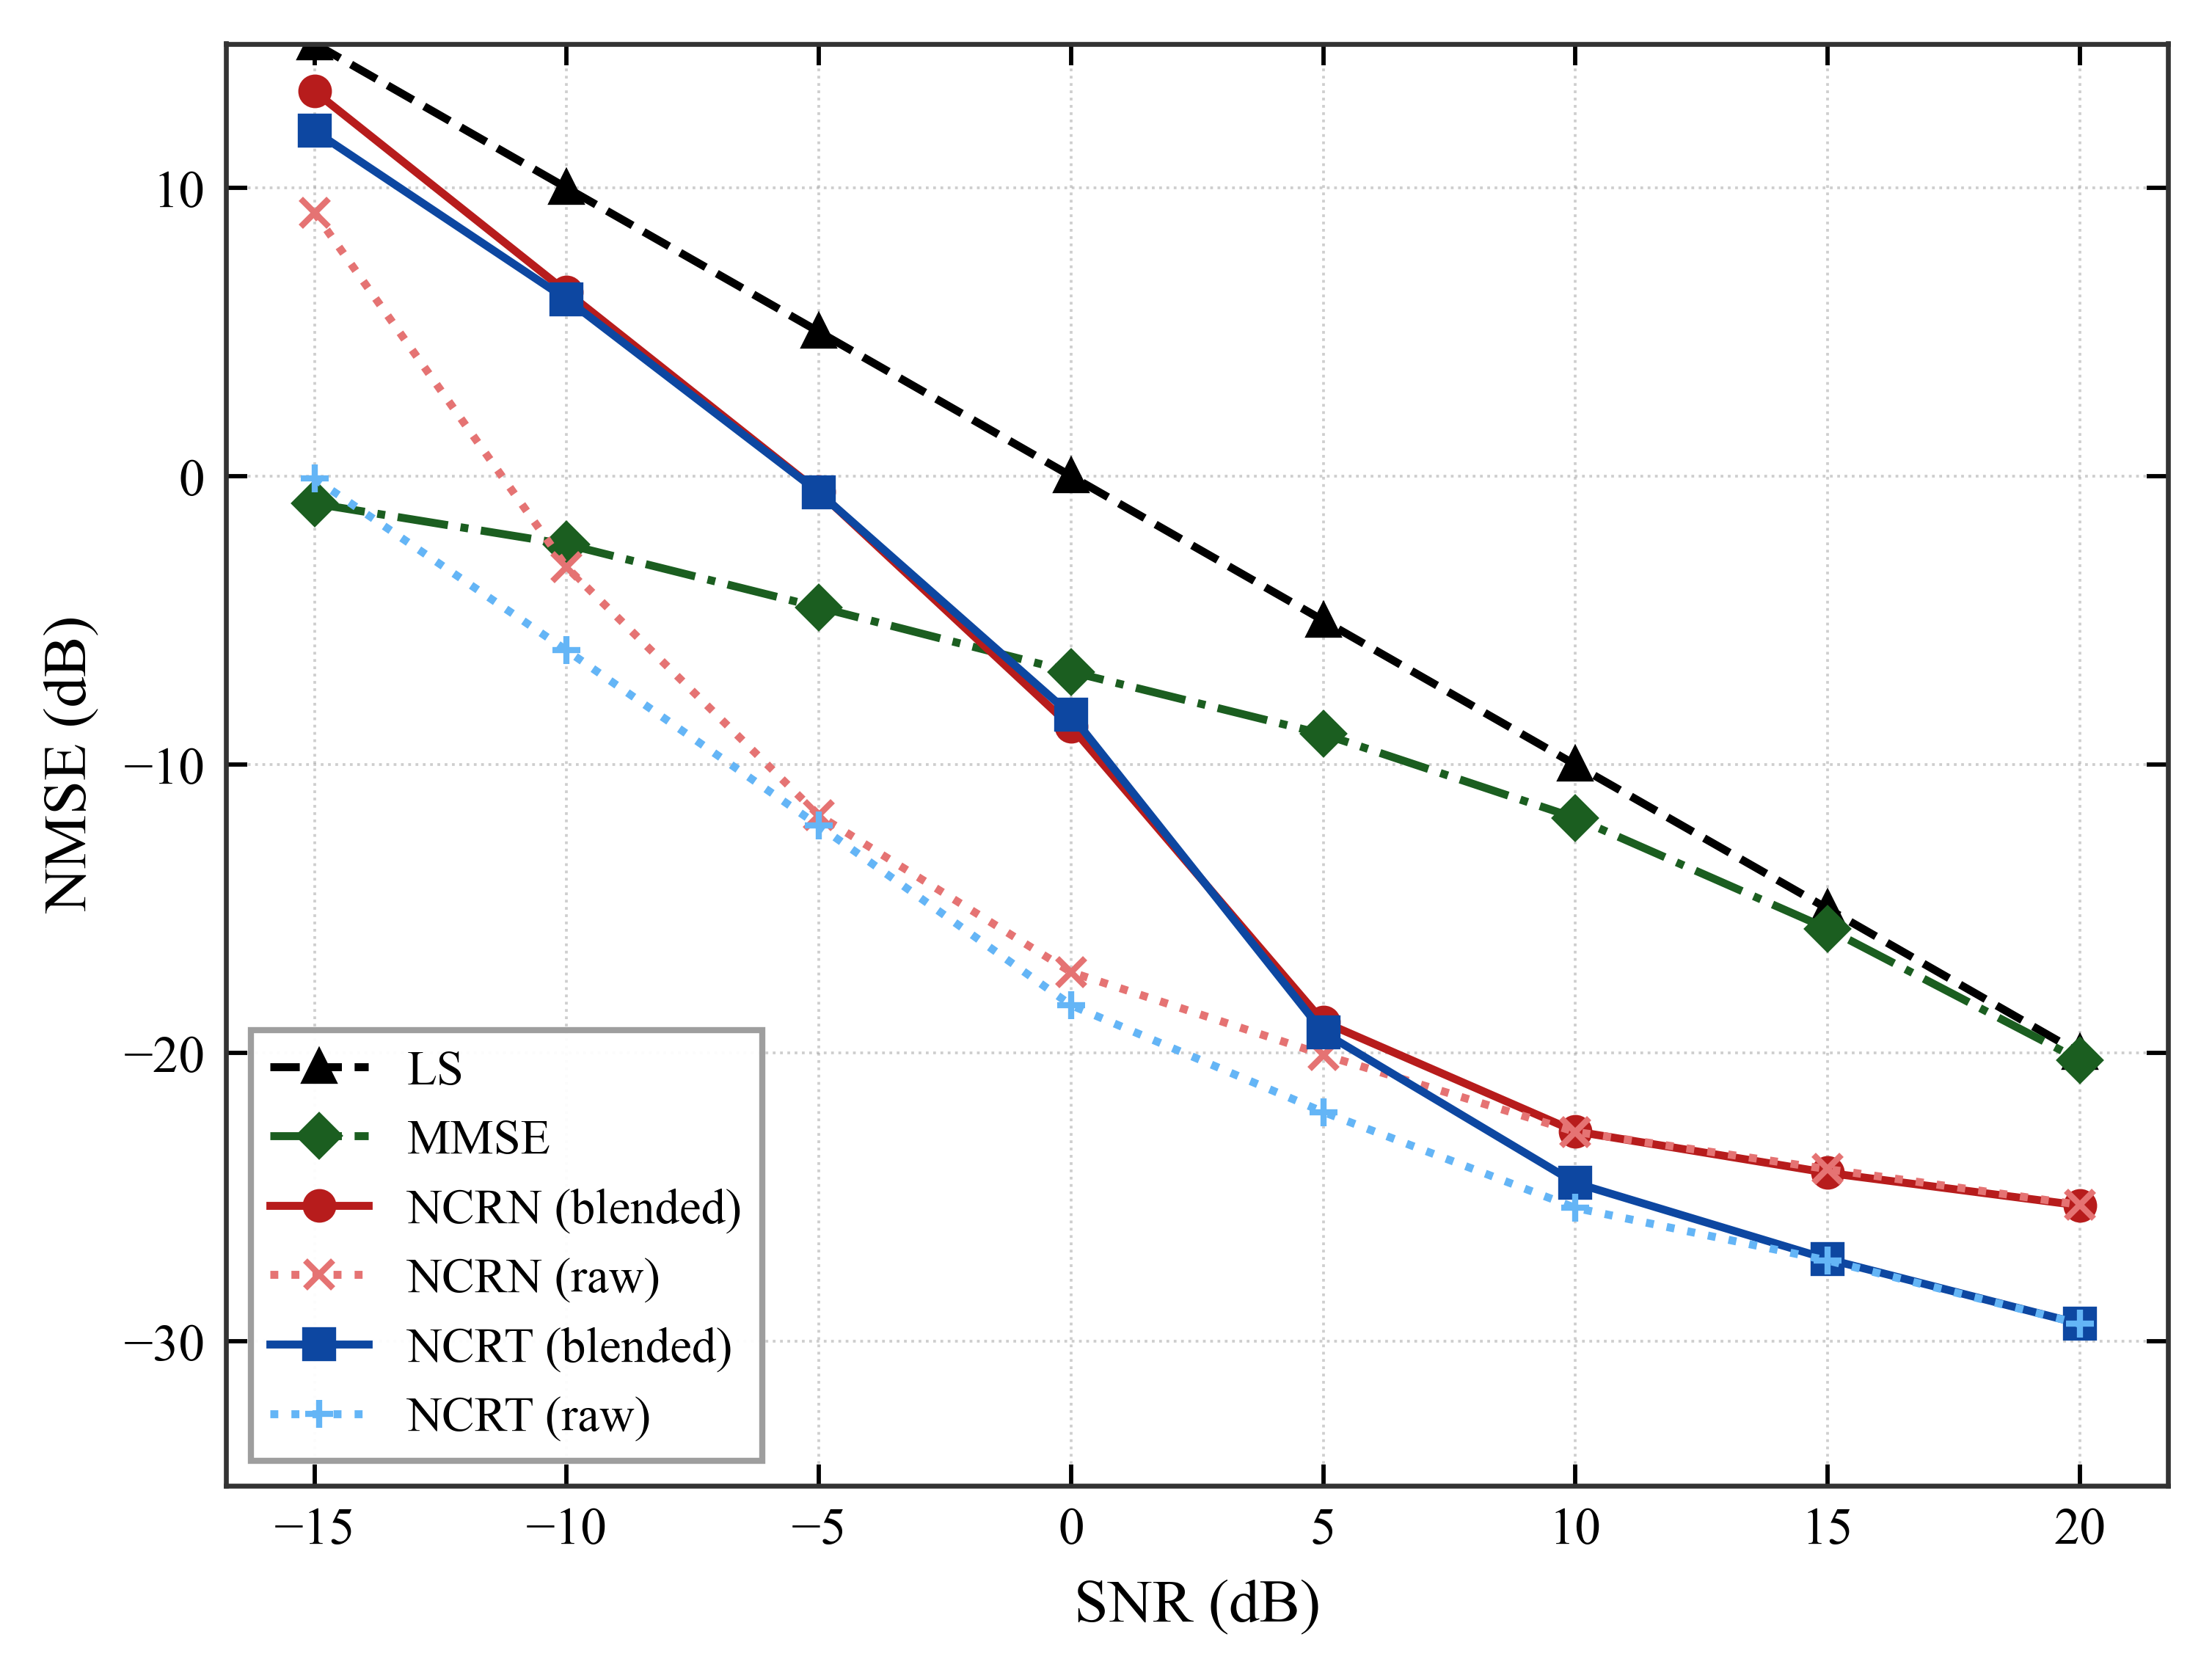 10
0
−10
−20
−30
NMSE (dB)
LS
MMSE
NCRN (blended)
NCRN (raw)
NCRT (blended)
NCRT (raw)
−15 −10 −5 0 5 10 15 20
SNR (dB)